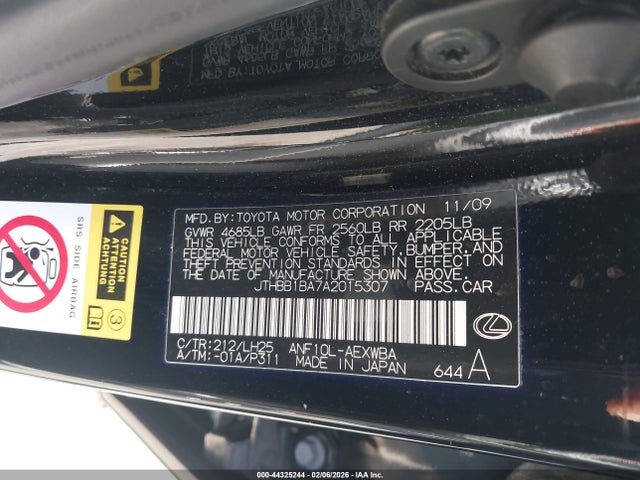 MFD.BY:TOYOTA MOTOR CORPORATION 11/09
GVWR 4685LB GAWR FR 2560LB RR 2205LB
THIS VEHICLE CONFORMS TO ALL APPLICABLE
FEDERAL MOTOR VEHICLE SAFETY,BUMPER,AND
THEFT PREVENTION STANDARDS IN EFFECT ON
THE DATE OF MANUFACTURE SHOWN ABOVE.
JTHBB1BA7A2015307 PASS.CAR
C/TR:212/LH25 ANF10L-AEXWBA
A/TM:-01A/P311 MADE IN JAPAN
644A
CAUTION
ATTENTION
SRS SIDE AIRBAG
3
000-44325244 | 02/06/2026 | © IAA Inc.